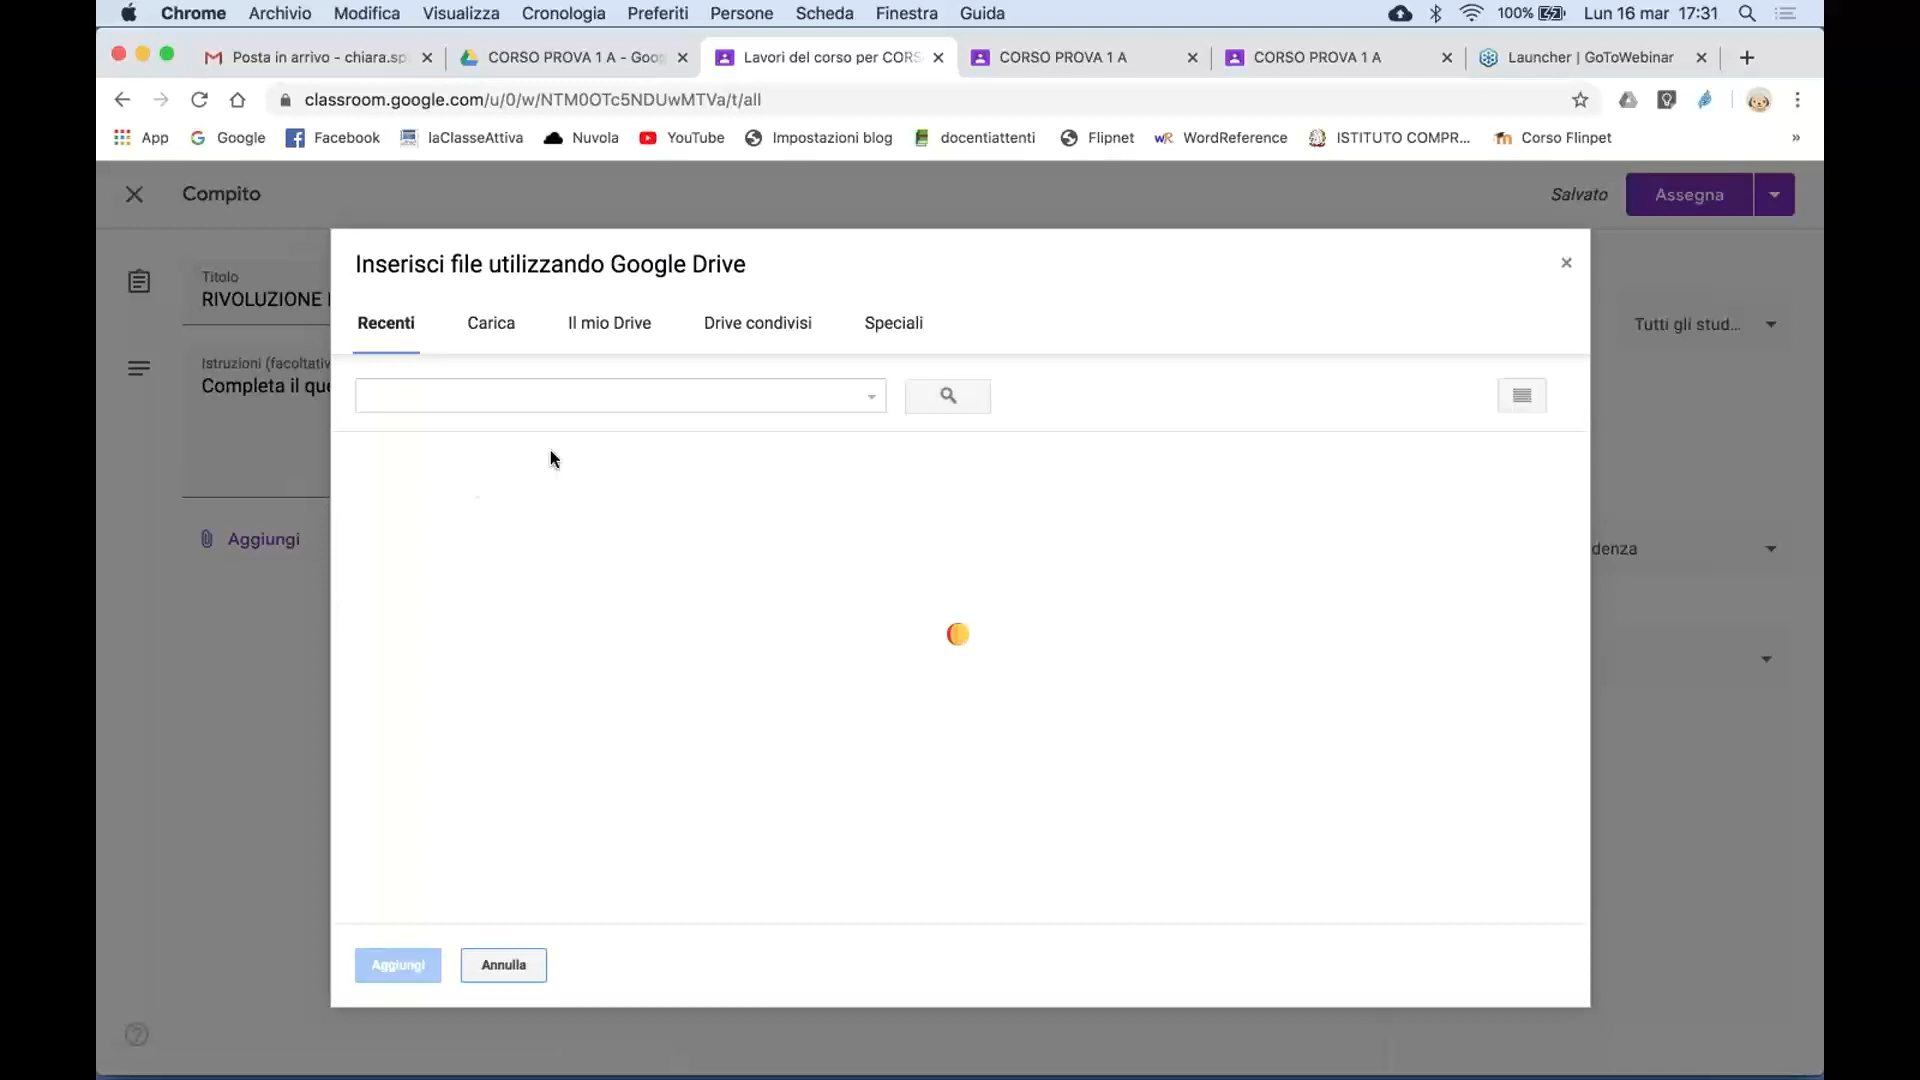 Chrome Archivio Modifica Visualizza Cronologia Preferiti Persone Scheda Finestra Guida 100% Lun 16 mar 17:31
Posta in arrivo - chiara.sp CORSO PROVA 1 A - Goo Lavori del corso per CORS CORSO PROVA 1 A CORSO PROVA 1 A Launcher | GoToWebinar
classroom.google.com/u/0/w/NTM0OTc5NDUwMTVa/t/all
App Google Facebook laClasseAttiva Nuvola YouTube Impostazioni blog docentiattenti Flipnet WordReference ISTITUTO COMPR... Corso Flinpet »
Compito Salvato Assegna
Inserisci file utilizzando Google Drive
Titolo
RIVOLUZIONE
Recenti Carica Il mio Drive Drive condivisi Speciali
Tutti gli stud...
Istruzioni (facoltativ
Completa il que
Aggiungi
denza
Aggiungi Annulla